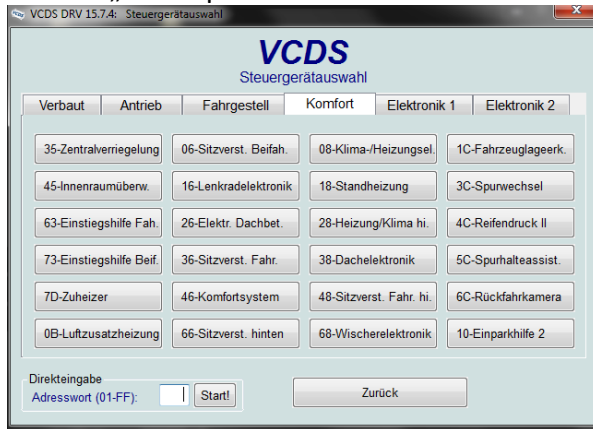 VCDS DRV 15.7.4: Steuergerätauswahl
VCDS
Steuergerätauswahl
Verbaut Antrieb Fahrgestell Komfort Elektronik 1 Elektronik 2
35-Zentralverriegelung 06-Sitzverst. Beifah. 08-Klima-/Heizungsel. 1C-Fahrzeuglageerk.
45-Innenraumüberw. 16-Lenkradelektronik 18-Standheizung 3C-Spurwechsel
63-Einstiegshilfe Fah. 26-Elektr. Dachbet. 28-Heizung/Klima hi. 4C-Reifendruck II
73-Einstiegshilfe Beif. 36-Sitzverst. Fahr. 38-Dachelektronik 5C-Spurhalteassist.
7D-Zuheizer 46-Komfortsystem 48-Sitzverst. Fahr. hi. 6C-Rückfahrkamera
0B-Luftzusatzheizung 66-Sitzverst. hinten 68-Wischerelektronik 10-Einparkhilfe 2
Direkteingabe
Adresswort (01-FF): Start! Zurück